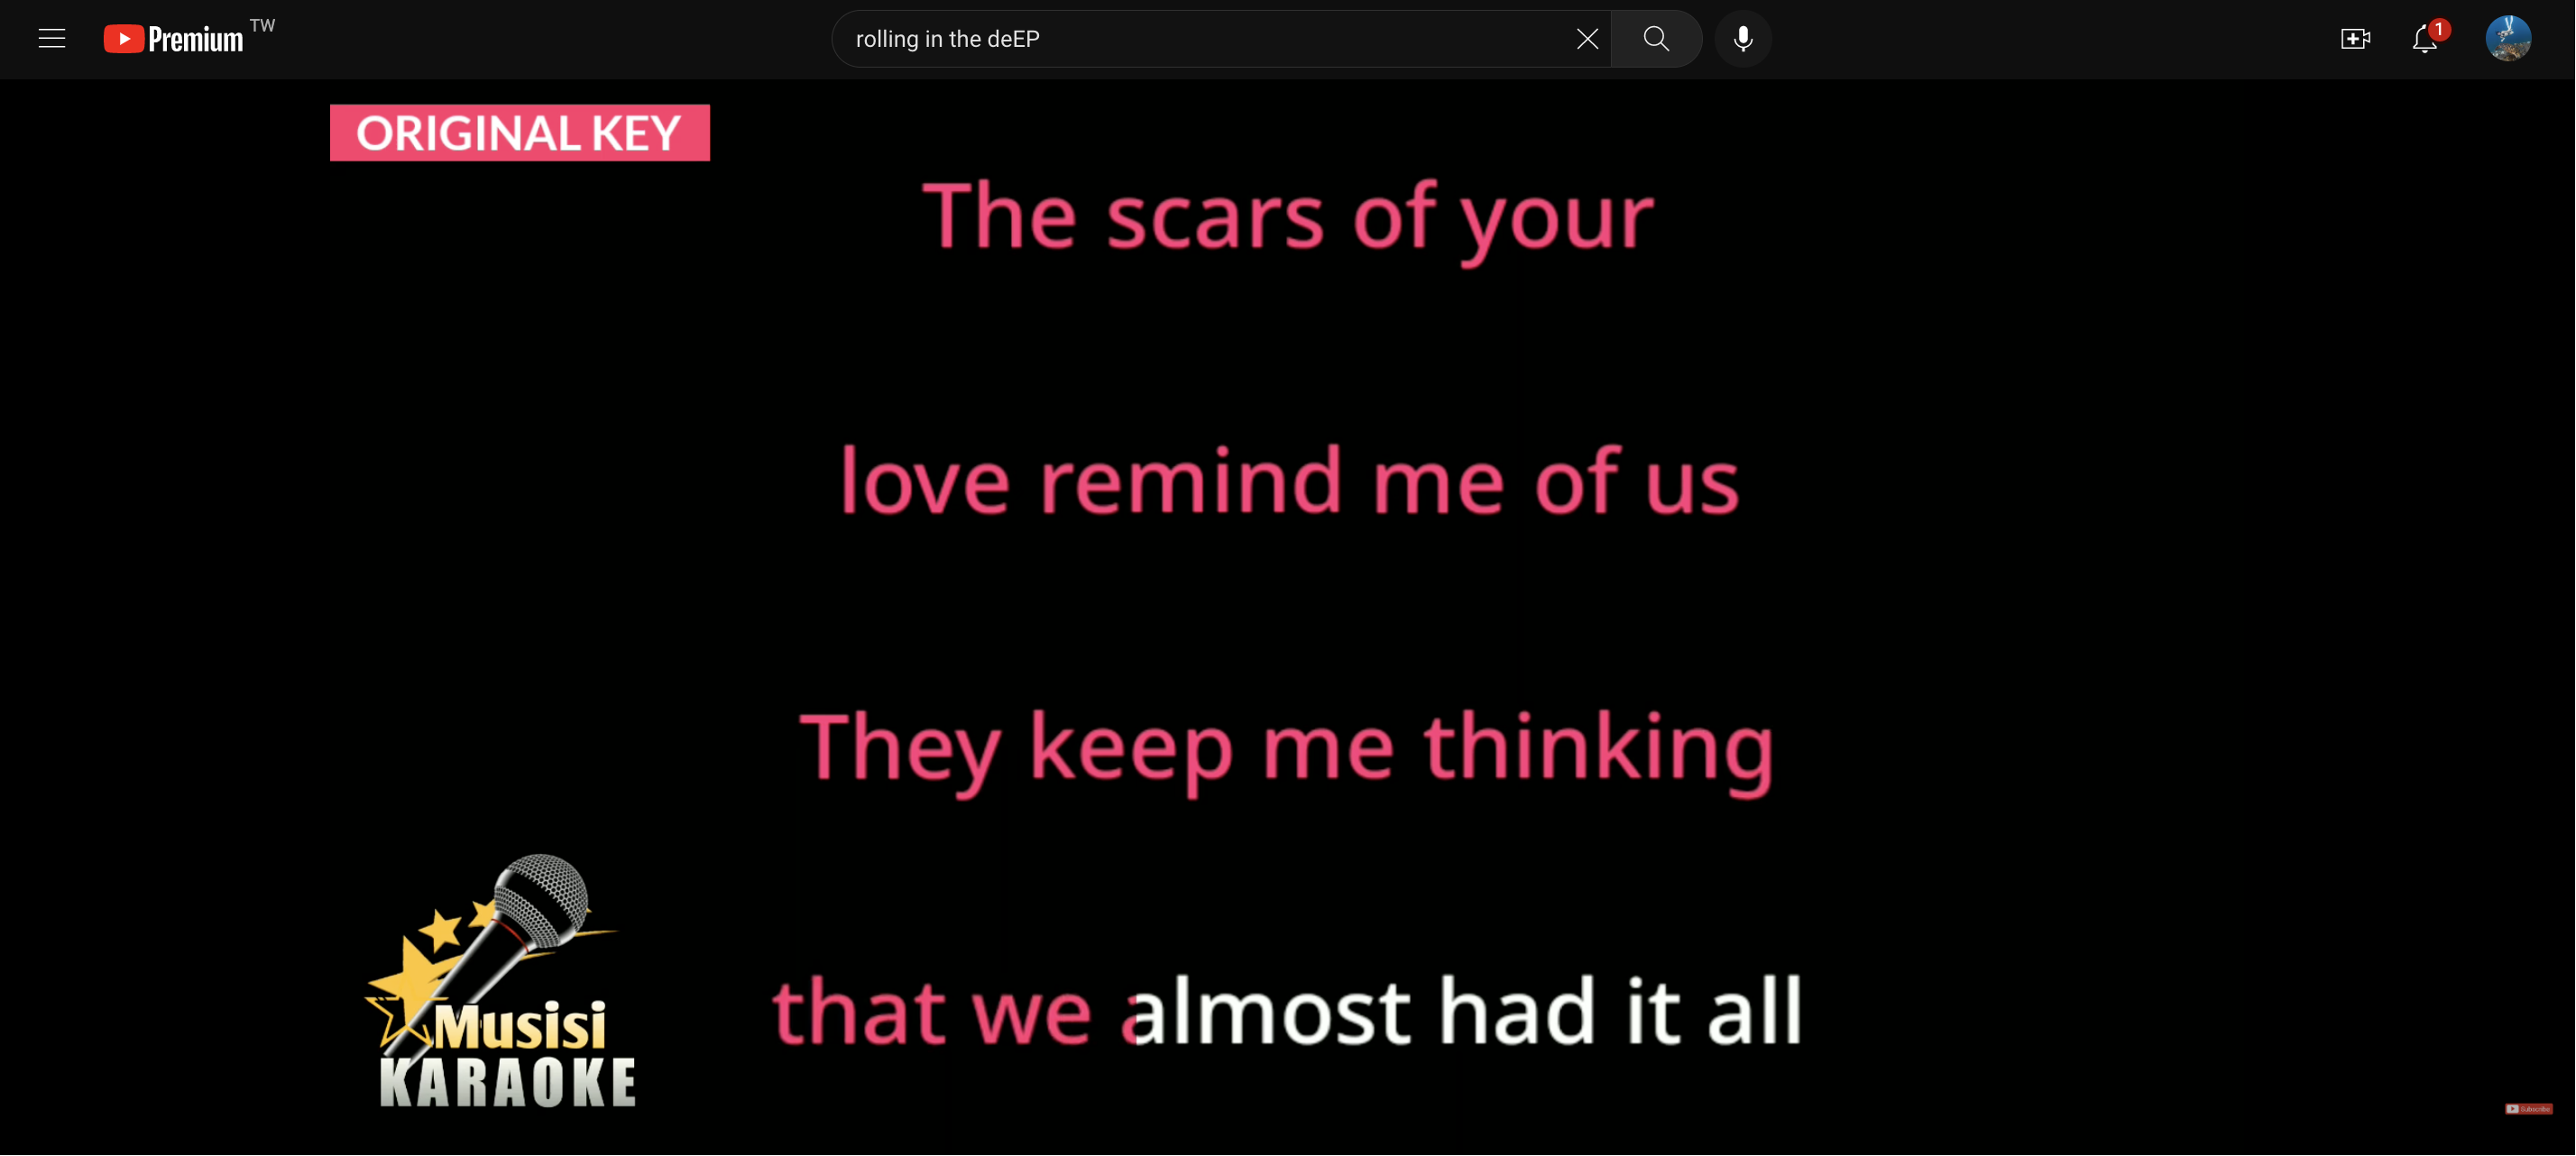 Premium TW
rolling in the deEP
1
ORIGINAL KEY
The scars of your
love remind me of us
They keep me thinking
that we almost had it all
Musisi
KARAOKE
Subscribe